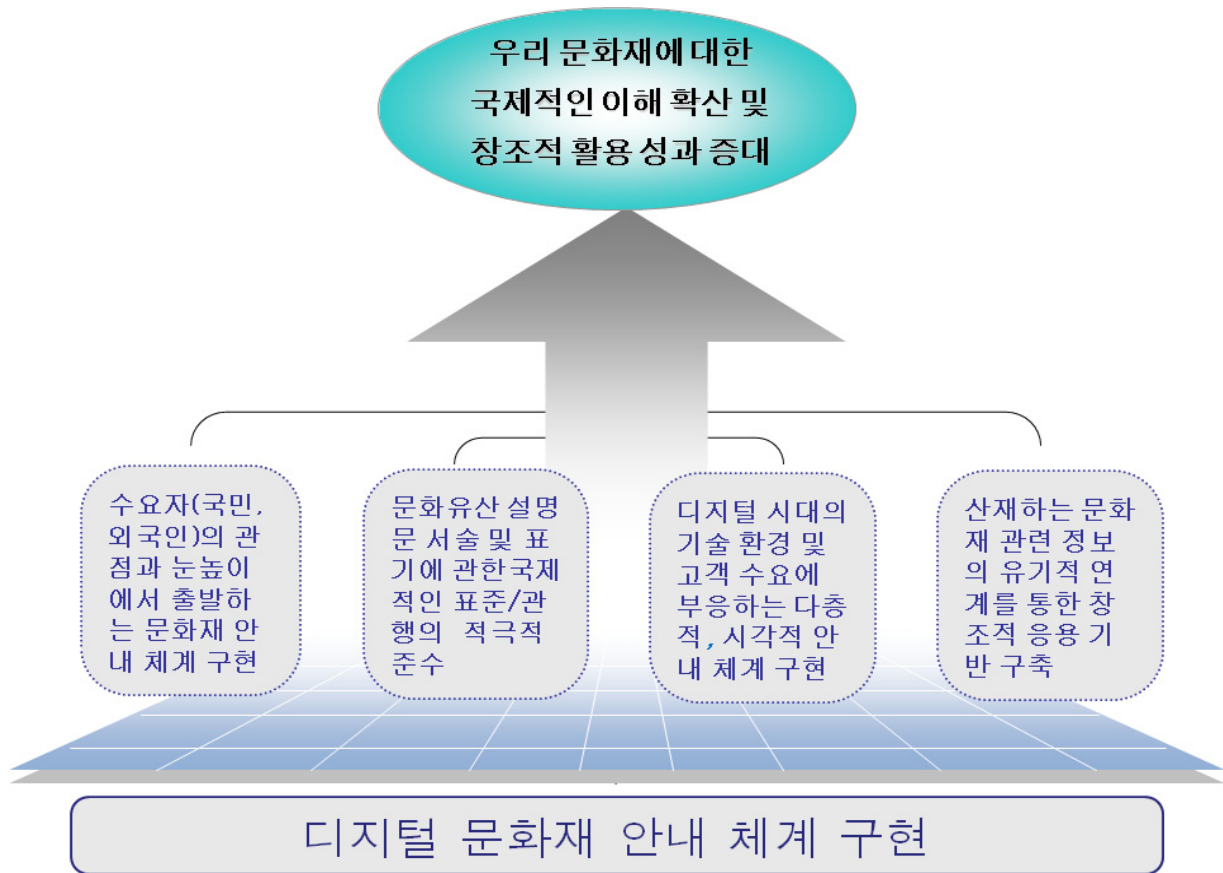 우리 문화재에 대한
국제적인 이해 확산 및
창조적 활용 성과 증대
수요자(국민,
외국인)의 관
점과 눈높이
에서 출발하
는 문화재 안
내 체계 구현
문화유산 설명
문 서술 및 표
기에 관한 국제
적인 표준/관
행의 적극적
준수
디지털 시대의
기술 환경 및
고객 수요에
부응하는 다층
적, 시각적 안
내 체계 구현
산재하는 문화
재 관련 정보
의 유기적 연
계를 통한 창
조적 응용 기
반 구축
디지털 문화재 안내 체계 구현